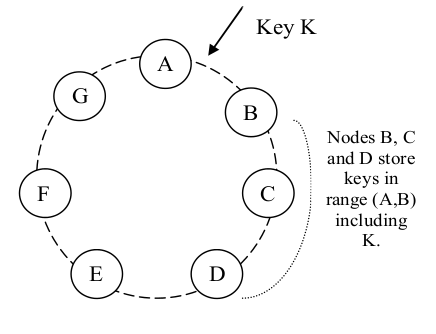 Key K
A
B
C
D
E
F
G
Nodes B, C
and D store
keys in
range (A,B)
including
K.